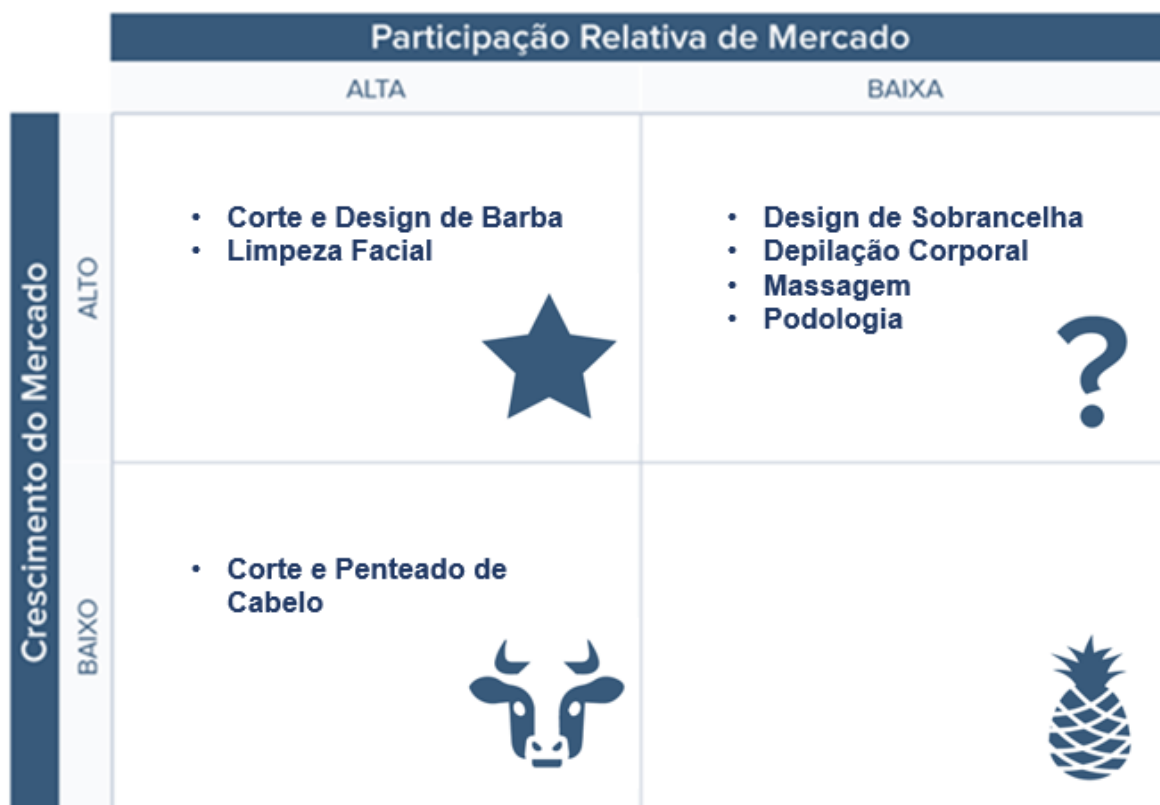 Participação Relativa de Mercado
ALTA
BAIXA
Crescimento do Mercado
ALTO
• Corte e Design de Barba
• Limpeza Facial
• Design de Sobrancelha
• Depilação Corporal
• Massagem
• Podologia
?
BAIXO
• Corte e Penteado de
Cabelo